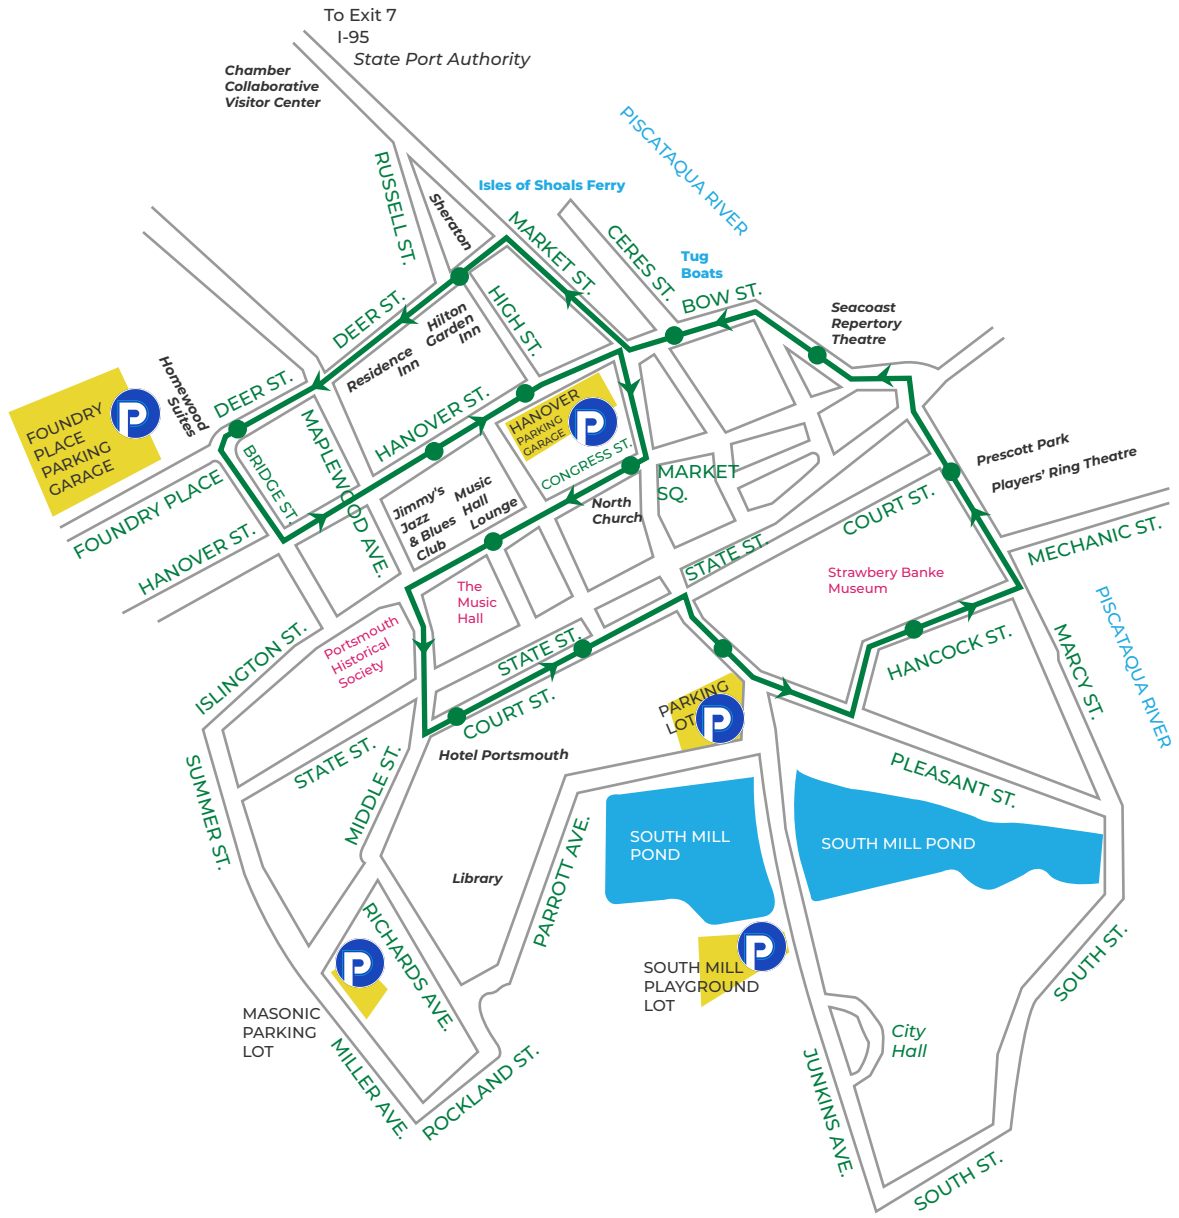 To Exit 7
I-95
State Port Authority
Chamber
Collaborative
Visitor Center
PISCATAQUA RIVER
RUSSELL ST.
Sheraton
Isles of Shoals Ferry
MARKET ST.
CERES ST.
Tug
Boats
BOW ST.
Seacoast
Repertory
Theatre
DEER ST.
HIGH ST.
Hilton
Garden
Inn
Residence
Inn
Homewood
Suites
DEER ST.
FOUNDRY
PLACE
PARKING
GARAGE
P
HANOVER ST.
HANOVER
PARKING
GARAGE
P
CONGRESS ST.
MARKET
SQ.
MAPLEWOOD AVE.
BRIDGE ST.
FOUNDRY PLACE
HANOVER ST.
Jimmy's
Jazz
& Blues
Club
Music
Hall
Lounge
North
Church
Prescott Park
Players' Ring Theatre
COURT ST.
MECHANIC ST.
STATE ST.
Strawbery Banke
Museum
The
Music
Hall
Portsmouth
Historical
Society
ISLINGTON ST.
STATE ST.
COURT ST.
HANCOCK ST.
MARCY ST.
PISCATAQUA RIVER
PARKING
LOT
P
Hotel Portsmouth
STATE ST.
MIDDLE ST.
SUMMER ST.
PLEASANT ST.
SOUTH MILL
POND
SOUTH MILL POND
Library
PARROTT AVE.
RICHARDS AVE.
P
MASONIC
PARKING
LOT
SOUTH MILL
PLAYGROUND
LOT
P
SOUTH ST.
City
Hall
MILLER AVE.
ROCKLAND ST.
JUNKINS AVE.
SOUTH ST.